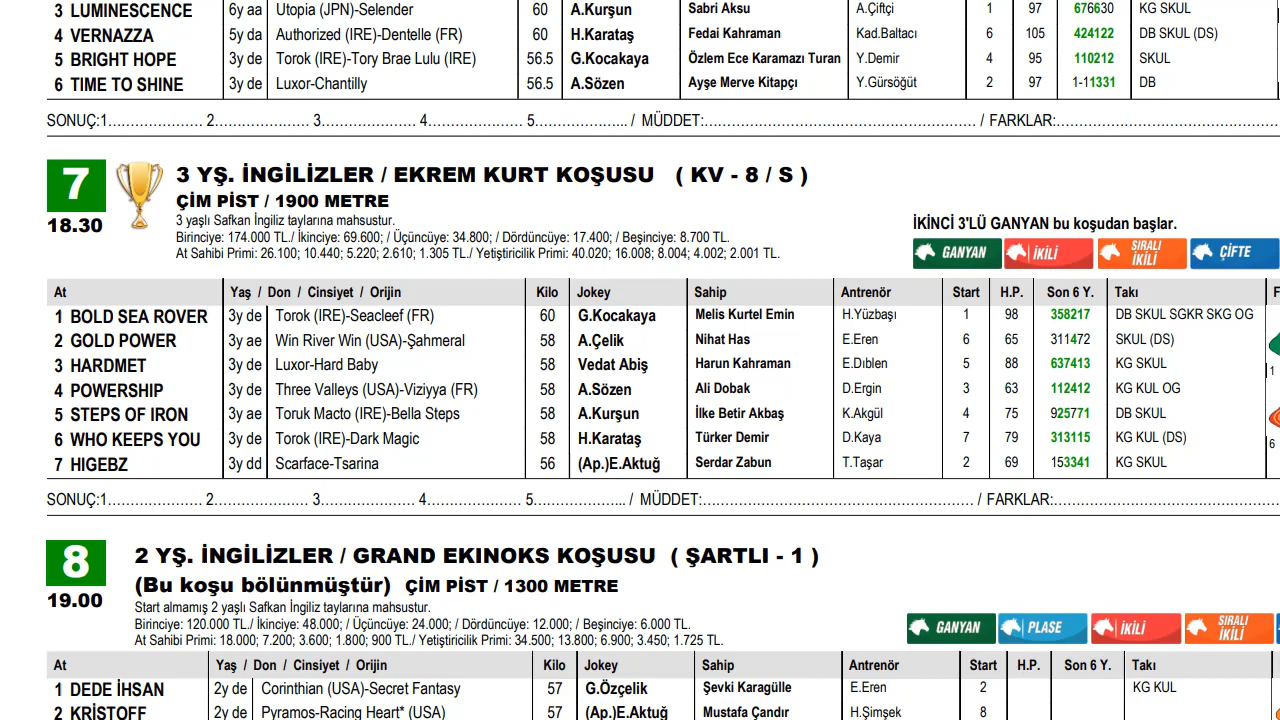 3 LUMINESCENCE 6y aa Utopia (JPN)-Selender 60 A.Kurşun Sabri Aksu A.Çiftçi 1 97 676630 KG SKUL
4 VERNAZZA 5y da Authorized (IRE)-Dentelle (FR) 60 H.Karataş Fedai Kahraman Kad.Baltacı 6 105 424122 DB SKUL (DS)
5 BRIGHT HOPE 3y de Torok (IRE)-Tory Brae Lulu (IRE) 56.5 G.Kocakaya Özlem Ece Karamazı Turan Y.Demir 4 95 110212 SKUL
6 TIME TO SHINE 3y de Luxor-Chantilly 56.5 A.Sözen Ayşe Merve Kitapçı Y.Gürsöğüt 2 97 1-11331 DB
SONUÇ:1..................... 2..................... 3..................... 4..................... 5..................... / MÜDDET:............................................................ / FARKLAR:..................................................
7 3 YŞ. İNGİLİZLER / EKREM KURT KOŞUSU ( KV - 8 / S )
ÇİM PİST / 1900 METRE
18.30 3 yaşlı Safkan İngiliz taylarına mahsustur.
İKİNCİ 3'LÜ GANYAN bu koşudan başlar.
Birinciye: 174.000 TL./ İkinciye: 69.600; / Üçüncüye: 34.800; / Dördüncüye: 17.400; / Beşinciye: 8.700 TL.
At Sahibi Primi: 26.100; 10.440; 5.220; 2.610; 1.305 TL./ Yetiştiricilik Primi: 40.020; 16.008; 8.004; 4.002; 2.001 TL.
GANYAN İKİLİ SIRALI İKİLİ ÇİFTE
At Yaş / Don / Cinsiyet / Orijin Kilo Jokey Sahip Antrenör Start H.P. Son 6 Y. Takı F
1 BOLD SEA ROVER 3y de Torok (IRE)-Seacleef (FR) 60 G.Kocakaya Melis Kurtel Emin H.Yüzbaşı 1 98 358217 DB SKUL SGKR SKG OG
2 GOLD POWER 3y ae Win River Win (USA)-Şahmeral 58 A.Çelik Nihat Has E.Eren 6 65 311472 SKUL (DS)
3 HARDMET 3y de Luxor-Hard Baby 58 Vedat Abiş Harun Kahraman E.Dıblen 5 88 637413 KG SKUL 1
4 POWERSHIP 3y de Three Valleys (USA)-Viziyya (FR) 58 A.Sözen Ali Dobak D.Ergin 3 63 112412 KG KUL OG
5 STEPS OF IRON 3y ae Toruk Macto (IRE)-Bella Steps 58 A.Kurşun İlke Betir Akbaş K.Akgül 4 75 925771 DB SKUL
6 WHO KEEPS YOU 3y de Torok (IRE)-Dark Magic 58 H.Karataş Türker Demir D.Kaya 7 79 313115 KG KUL (DS) 6
7 HIGEBZ 3y dd Scarface-Tsarina 56 (Ap.)E.Aktuğ Serdar Zabun T.Taşar 2 69 153341 KG SKUL
SONUÇ:1..................... 2..................... 3..................... 4..................... 5..................... / MÜDDET:............................................................ / FARKLAR:..................................................
8 2 YŞ. İNGİLİZLER / GRAND EKINOKS KOŞUSU ( ŞARTLI - 1 )
(Bu koşu bölünmüştür) ÇİM PİST / 1300 METRE
19.00 Start almamış 2 yaşlı Safkan İngiliz taylarına mahsustur.
Birinciye: 120.000 TL./ İkinciye: 48.000; / Üçüncüye: 24.000; / Dördüncüye: 12.000; / Beşinciye: 6.000 TL.
At Sahibi Primi: 18.000; 7.200; 3.600; 1.800; 900 TL./ Yetiştiricilik Primi: 34.500; 13.800; 6.900; 3.450; 1.725 TL.
GANYAN PLASE İKİLİ SIRALI İKİLİ
At Yaş / Don / Cinsiyet / Orijin Kilo Jokey Sahip Antrenör Start H.P. Son 6 Y. Takı
1 DEDE İHSAN 2y de Corinthian (USA)-Secret Fantasy 57 G.Özçelik Şevki Karagülle E.Eren 2 KG KUL
2 KRİSTOFF 2y de Pyramos-Racing Heart* (USA) 57 (Ap.)E.Aktuğ Mustafa Çandır H.Şimşek 8